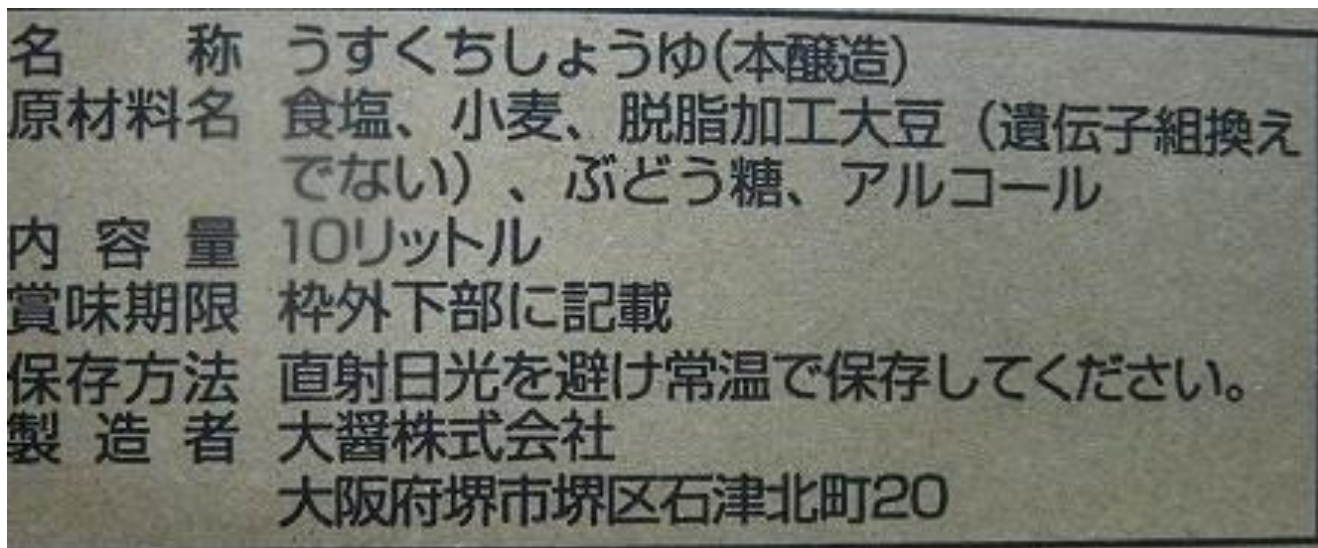 名称 うすくちしょうゆ(本醸造)
原材料名 食塩、小麦、脱脂加工大豆（遺伝子組換え
でない）、ぶどう糖、アルコール
内容量 10リットル
賞味期限 枠外下部に記載
保存方法 直射日光を避け常温で保存してください。
製造者 大醤株式会社
大阪府堺市堺区石津北町20